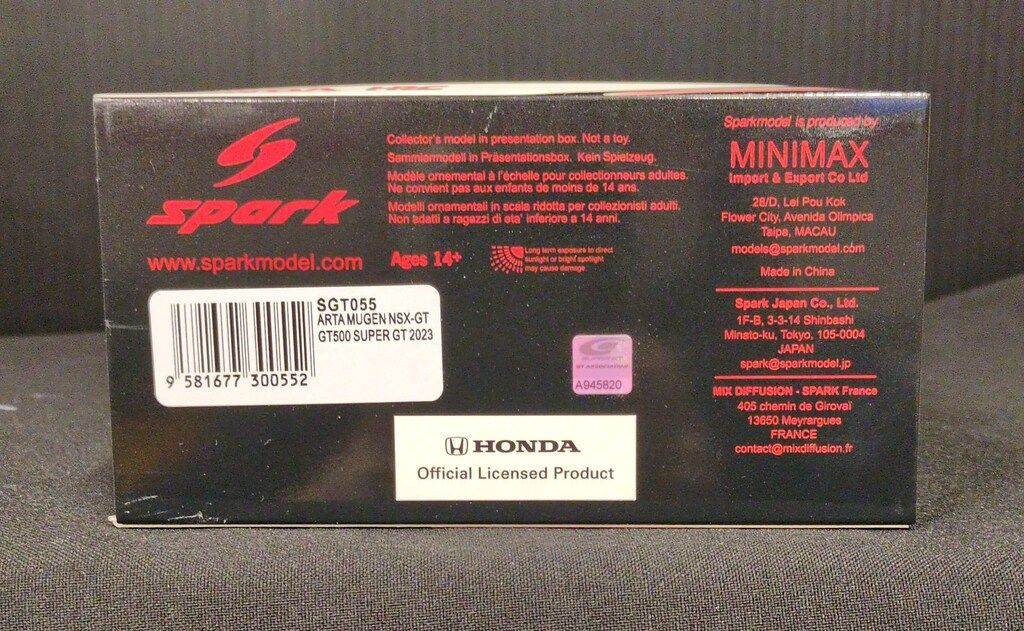 HRC
spark
www.sparkmodel.com
Collector's model in presentation box. Not a toy.
Sammlermodell in Präsentationsbox. Kein Spielzeug.
Modèle ornemental à l'échelle pour collectionneurs adultes.
Ne convient pas aux enfants de moins de 14 ans.
Modelli ornamentali in scala ridotta per collezionisti adulti.
Non adatti a ragazzi di eta' inferiore a 14 anni.
Ages 14+
Long term exposure to direct
sunlight or bright spotlight
may cause damage.
SGT055
ARTA MUGEN NSX-GT
GT500 SUPER GT 2023
9 581677 300552
SUPER GT
GT ASSOCIATION
A945820
HONDA
Official Licensed Product
Sparkmodel is produced by
MINIMAX
Import & Export Co Ltd
28/D, Lei Pou Kok
Flower City, Avenida Olimpica
Taipa, MACAU
models@sparkmodel.com
Made in China
Spark Japan Co., Ltd.
1F-B, 3-3-14 Shinbashi
Minato-ku, Tokyo, 105-0004
JAPAN
spark@sparkmodel.jp
MIX DIFFUSION - SPARK France
405 chemin de Girovaï
13650 Meyrargues
FRANCE
contact@mixdiffusion.fr